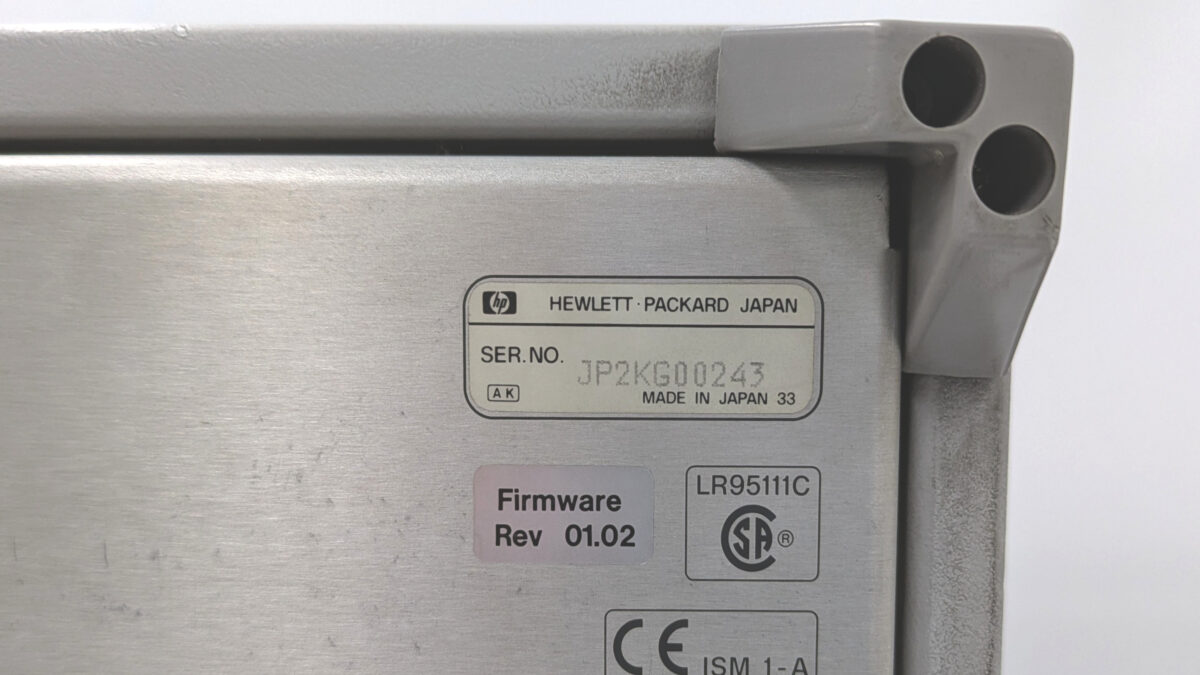 hp HEWLETT·PACKARD JAPAN
SER.NO. JP2KG00243
AK MADE IN JAPAN 33
Firmware
Rev 01.02
LR95111C
SA ®
CE ISM 1-A